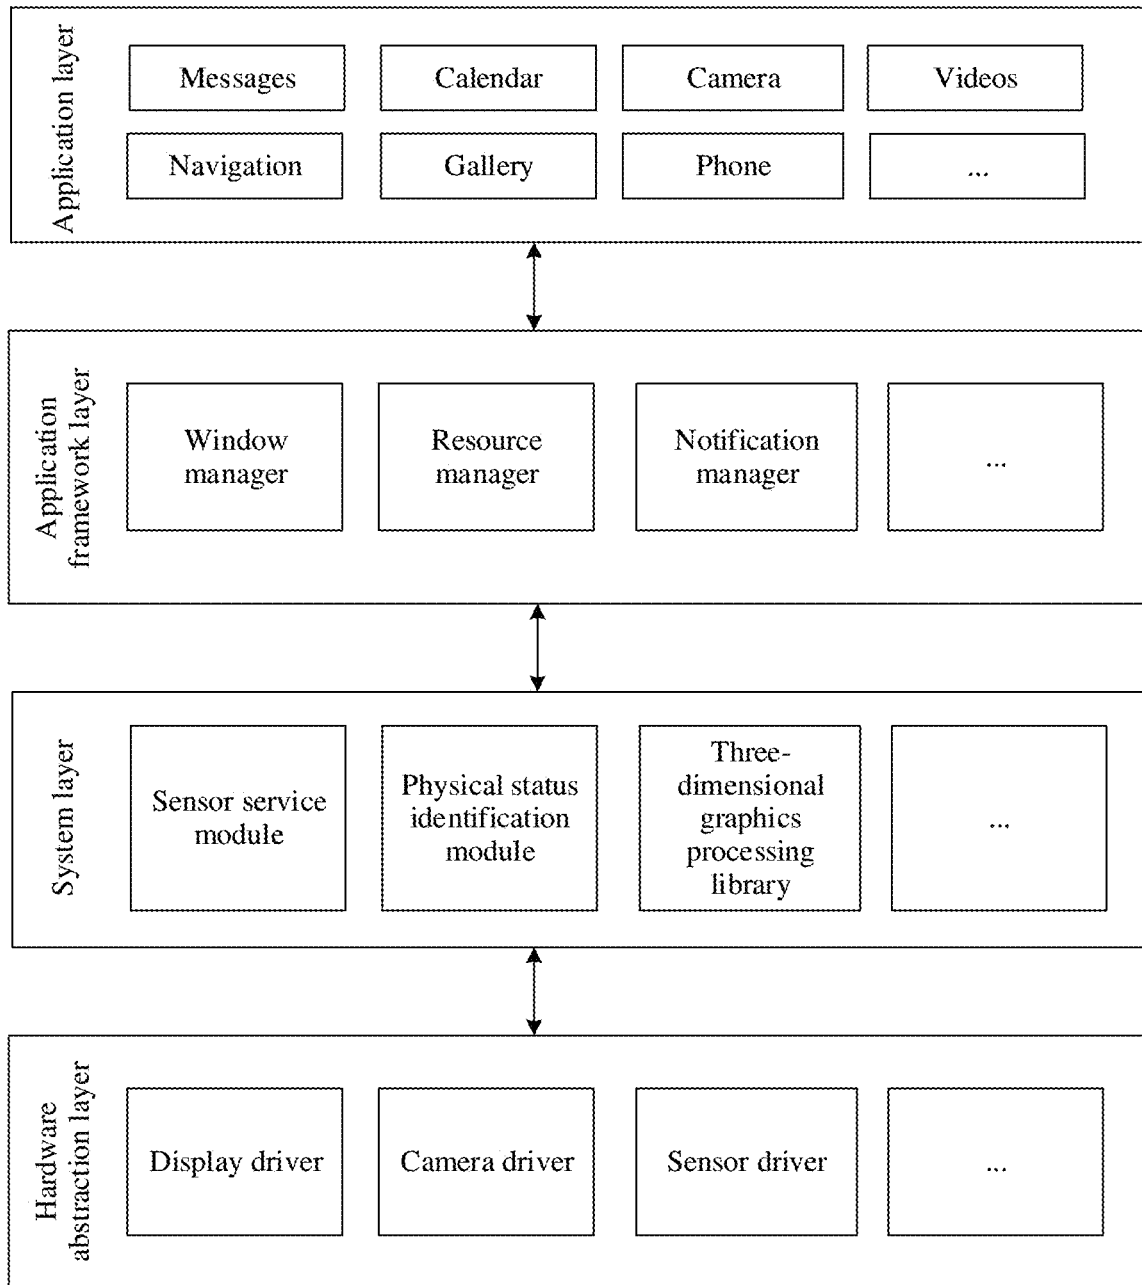 Application layer
Messages
Calendar
Camera
Videos
Navigation
Gallery
Phone
...
Application
framework layer
Window
manager
Resource
manager
Notification
manager
...
System layer
Sensor service
module
Physical status
identification
module
Three-
dimensional
graphics
processing
library
...
Hardware
abstraction layer
Display driver
Camera driver
Sensor driver
...